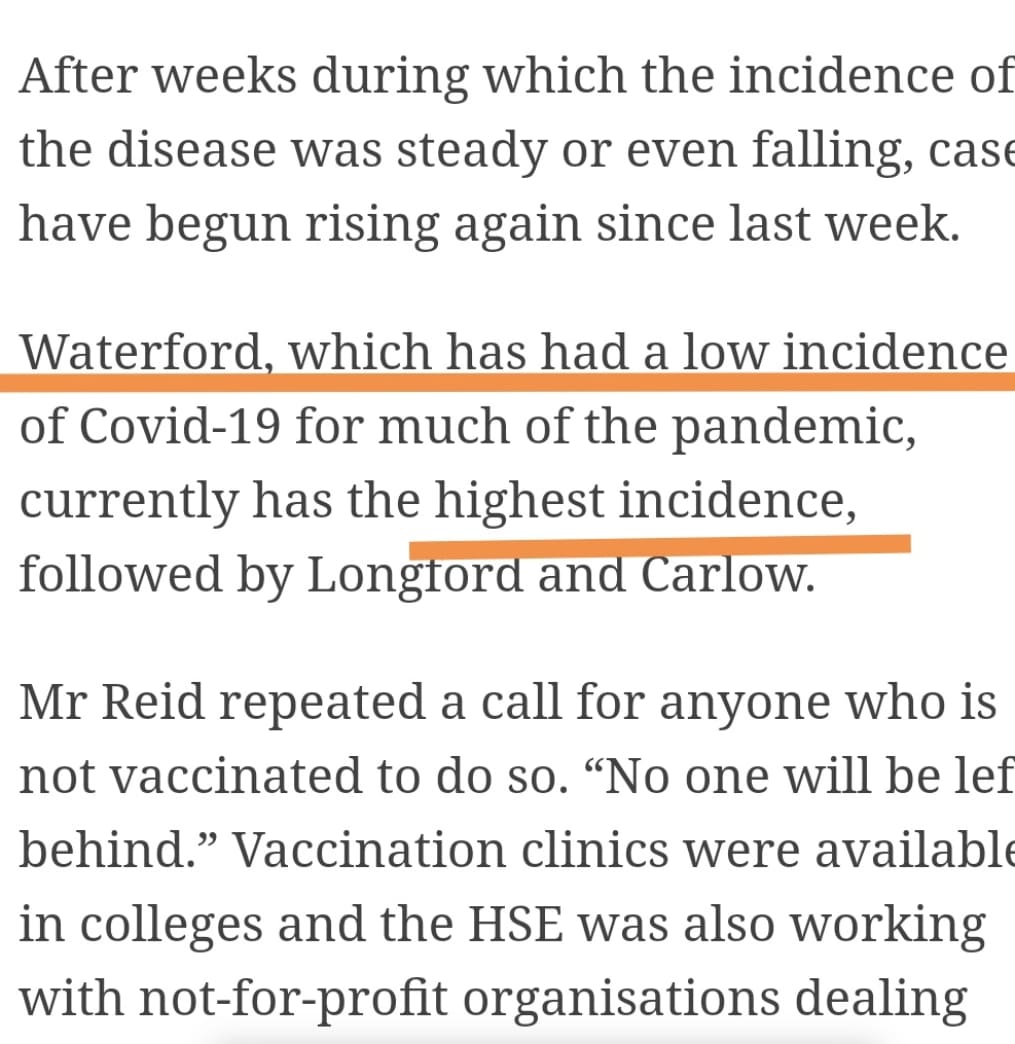 After weeks during which the incidence of
the disease was steady or even falling, case
have begun rising again since last week.
Waterford, which has had a low incidence
of Covid-19 for much of the pandemic,
currently has the highest incidence,
followed by Longford and Carlow.
Mr Reid repeated a call for anyone who is
not vaccinated to do so. “No one will be lef
behind.” Vaccination clinics were available
in colleges and the HSE was also working
with not-for-profit organisations dealing